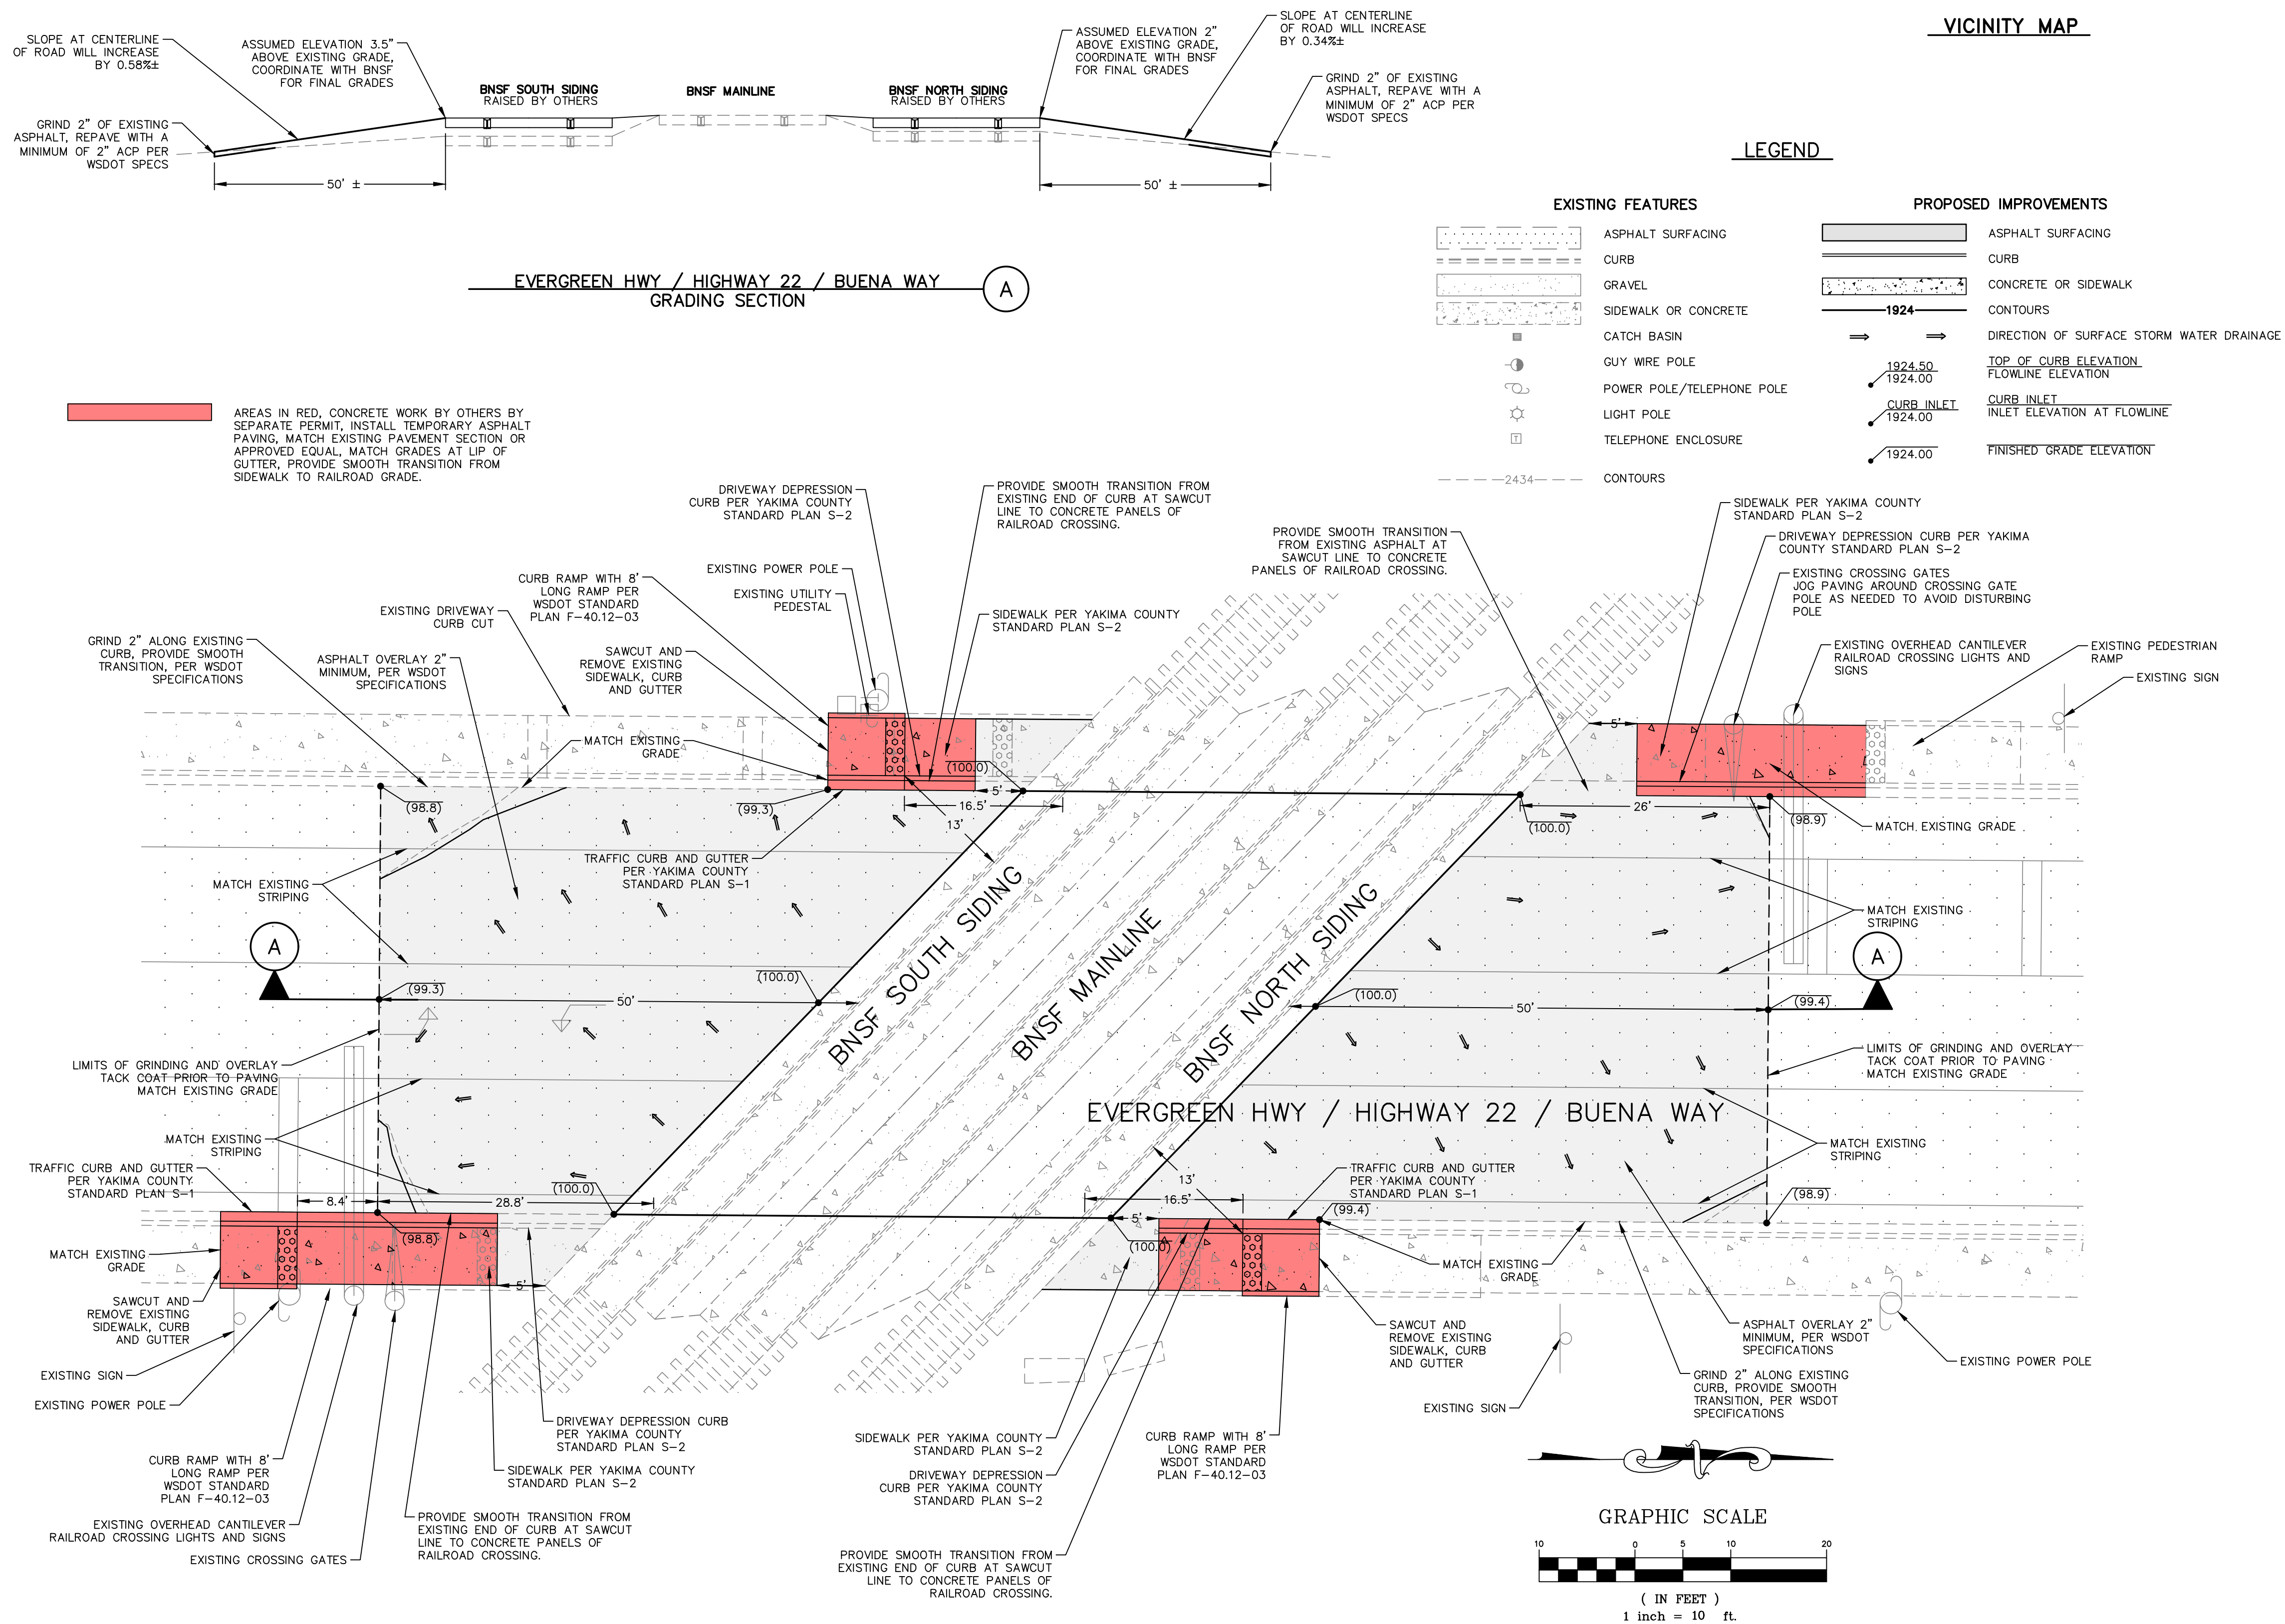 VICINITY MAP
SLOPE AT CENTERLINE
OF ROAD WILL INCREASE
BY 0.58%±
ASSUMED ELEVATION 3.5"
ABOVE EXISTING GRADE,
COORDINATE WITH BNSF
FOR FINAL GRADES
BNSF SOUTH SIDING
RAISED BY OTHERS
BNSF MAINLINE
BNSF NORTH SIDING
RAISED BY OTHERS
ASSUMED ELEVATION 2"
ABOVE EXISTING GRADE,
COORDINATE WITH BNSF
FOR FINAL GRADES
SLOPE AT CENTERLINE
OF ROAD WILL INCREASE
BY 0.34%±
GRIND 2" OF EXISTING
ASPHALT, REPAVE WITH A
MINIMUM OF 2" ACP PER
WSDOT SPECS
GRIND 2" OF EXISTING
ASPHALT, REPAVE WITH A
MINIMUM OF 2" ACP PER
WSDOT SPECS
50' ±
50' ±
EVERGREEN HWY / HIGHWAY 22 / BUENA WAY
GRADING SECTION
A
LEGEND
EXISTING FEATURES
ASPHALT SURFACING
CURB
GRAVEL
SIDEWALK OR CONCRETE
CATCH BASIN
GUY WIRE POLE
POWER POLE/TELEPHONE POLE
LIGHT POLE
T
TELEPHONE ENCLOSURE
2434
CONTOURS
PROPOSED IMPROVEMENTS
ASPHALT SURFACING
CURB
CONCRETE OR SIDEWALK
1924
CONTOURS
DIRECTION OF SURFACE STORM WATER DRAINAGE
1924.50
1924.00
TOP OF CURB ELEVATION
FLOWLINE ELEVATION
CURB INLET
1924.00
CURB INLET
INLET ELEVATION AT FLOWLINE
1924.00
FINISHED GRADE ELEVATION
AREAS IN RED, CONCRETE WORK BY OTHERS BY
SEPARATE PERMIT, INSTALL TEMPORARY ASPHALT
PAVING, MATCH EXISTING PAVEMENT SECTION OR
APPROVED EQUAL, MATCH GRADES AT LIP OF
GUTTER, PROVIDE SMOOTH TRANSITION FROM
SIDEWALK TO RAILROAD GRADE.
DRIVEWAY DEPRESSION
CURB PER YAKIMA COUNTY
STANDARD PLAN S-2
PROVIDE SMOOTH TRANSITION FROM
EXISTING END OF CURB AT SAWCUT
LINE TO CONCRETE PANELS OF
RAILROAD CROSSING.
PROVIDE SMOOTH TRANSITION
FROM EXISTING ASPHALT AT
SAWCUT LINE TO CONCRETE
PANELS OF RAILROAD CROSSING.
SIDEWALK PER YAKIMA COUNTY
STANDARD PLAN S-2
DRIVEWAY DEPRESSION CURB PER YAKIMA
COUNTY STANDARD PLAN S-2
EXISTING CROSSING GATES
JOG PAVING AROUND CROSSING GATE
POLE AS NEEDED TO AVOID DISTURBING
POLE
EXISTING OVERHEAD CANTILEVER
RAILROAD CROSSING LIGHTS AND
SIGNS
EXISTING PEDESTRIAN
RAMP
EXISTING SIGN
EXISTING POWER POLE
EXISTING UTILITY
PEDESTAL
CURB RAMP WITH 8'
LONG RAMP PER
WSDOT STANDARD
PLAN F-40.12-03
EXISTING DRIVEWAY
CURB CUT
SIDEWALK PER YAKIMA COUNTY
STANDARD PLAN S-2
GRIND 2" ALONG EXISTING
CURB, PROVIDE SMOOTH
TRANSITION, PER WSDOT
SPECIFICATIONS
ASPHALT OVERLAY 2"
MINIMUM, PER WSDOT
SPECIFICATIONS
SAWCUT AND
REMOVE EXISTING
SIDEWALK, CURB
AND GUTTER
MATCH EXISTING
GRADE
5'
(100.0)
5'
16.5'
13'
(98.8)
(99.3)
26'
(100.0)
(98.9)
MATCH EXISTING GRADE
TRAFFIC CURB AND GUTTER
PER YAKIMA COUNTY
STANDARD PLAN S-1
MATCH EXISTING
STRIPING
MATCH EXISTING
STRIPING
A
A
(99.3)
(100.0)
50'
(100.0)
50'
(99.4)
BNSF SOUTH SIDING
BNSF MAINLINE
BNSF NORTH SIDING
EVERGREEN HWY / HIGHWAY 22 / BUENA WAY
LIMITS OF GRINDING AND OVERLAY
TACK COAT PRIOR TO PAVING
MATCH EXISTING GRADE
LIMITS OF GRINDING AND OVERLAY
TACK COAT PRIOR TO PAVING
MATCH EXISTING GRADE
MATCH EXISTING
STRIPING
MATCH EXISTING
STRIPING
TRAFFIC CURB AND GUTTER
PER YAKIMA COUNTY
STANDARD PLAN S-1
8.4'
28.8'
(100.0)
(98.8)
5'
TRAFFIC CURB AND GUTTER
PER YAKIMA COUNTY
STANDARD PLAN S-1
13'
16.5'
5'
(100.0)
(99.4)
(98.9)
MATCH EXISTING
GRADE
MATCH EXISTING
GRADE
SAWCUT AND
REMOVE EXISTING
SIDEWALK, CURB
AND GUTTER
EXISTING SIGN
EXISTING POWER POLE
SAWCUT AND
REMOVE EXISTING
SIDEWALK, CURB
AND GUTTER
ASPHALT OVERLAY 2"
MINIMUM, PER WSDOT
SPECIFICATIONS
EXISTING POWER POLE
GRIND 2" ALONG EXISTING
CURB, PROVIDE SMOOTH
TRANSITION, PER WSDOT
SPECIFICATIONS
EXISTING SIGN
DRIVEWAY DEPRESSION CURB
PER YAKIMA COUNTY
STANDARD PLAN S-2
SIDEWALK PER YAKIMA COUNTY
STANDARD PLAN S-2
CURB RAMP WITH 8'
LONG RAMP PER
WSDOT STANDARD
PLAN F-40.12-03
EXISTING OVERHEAD CANTILEVER
RAILROAD CROSSING LIGHTS AND SIGNS
EXISTING CROSSING GATES
PROVIDE SMOOTH TRANSITION FROM
EXISTING END OF CURB AT SAWCUT
LINE TO CONCRETE PANELS OF
RAILROAD CROSSING.
SIDEWALK PER YAKIMA COUNTY
STANDARD PLAN S-2
DRIVEWAY DEPRESSION
CURB PER YAKIMA COUNTY
STANDARD PLAN S-2
CURB RAMP WITH 8'
LONG RAMP PER
WSDOT STANDARD
PLAN F-40.12-03
PROVIDE SMOOTH TRANSITION FROM
EXISTING END OF CURB AT SAWCUT
LINE TO CONCRETE PANELS OF
RAILROAD CROSSING.
GRAPHIC SCALE
10 0 5 10 20
( IN FEET )
1 inch = 10 ft.